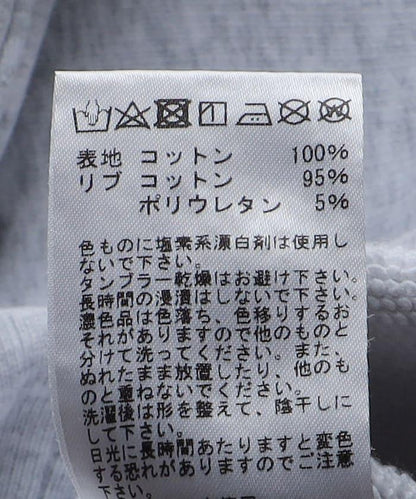 表地 コットン 100%
リブ コットン 95%
ポリウレタン 5%
色ものに塩素系源白剤は使用し
ないで下さい。
タンブラー乾燥はお避け下さい。
長時間の浸漬はしないで下さい。
濃色品は色落ち、色移りするお
それがありますので他のものと
分けて洗ってください。また、
ぬれたまま放置したり、他のも
のと重ねないでください。
洗濯後は形を整えて、陰干しに
して下さい。
日光に長時間あたりますと変色
する恐れがありますのでご注意